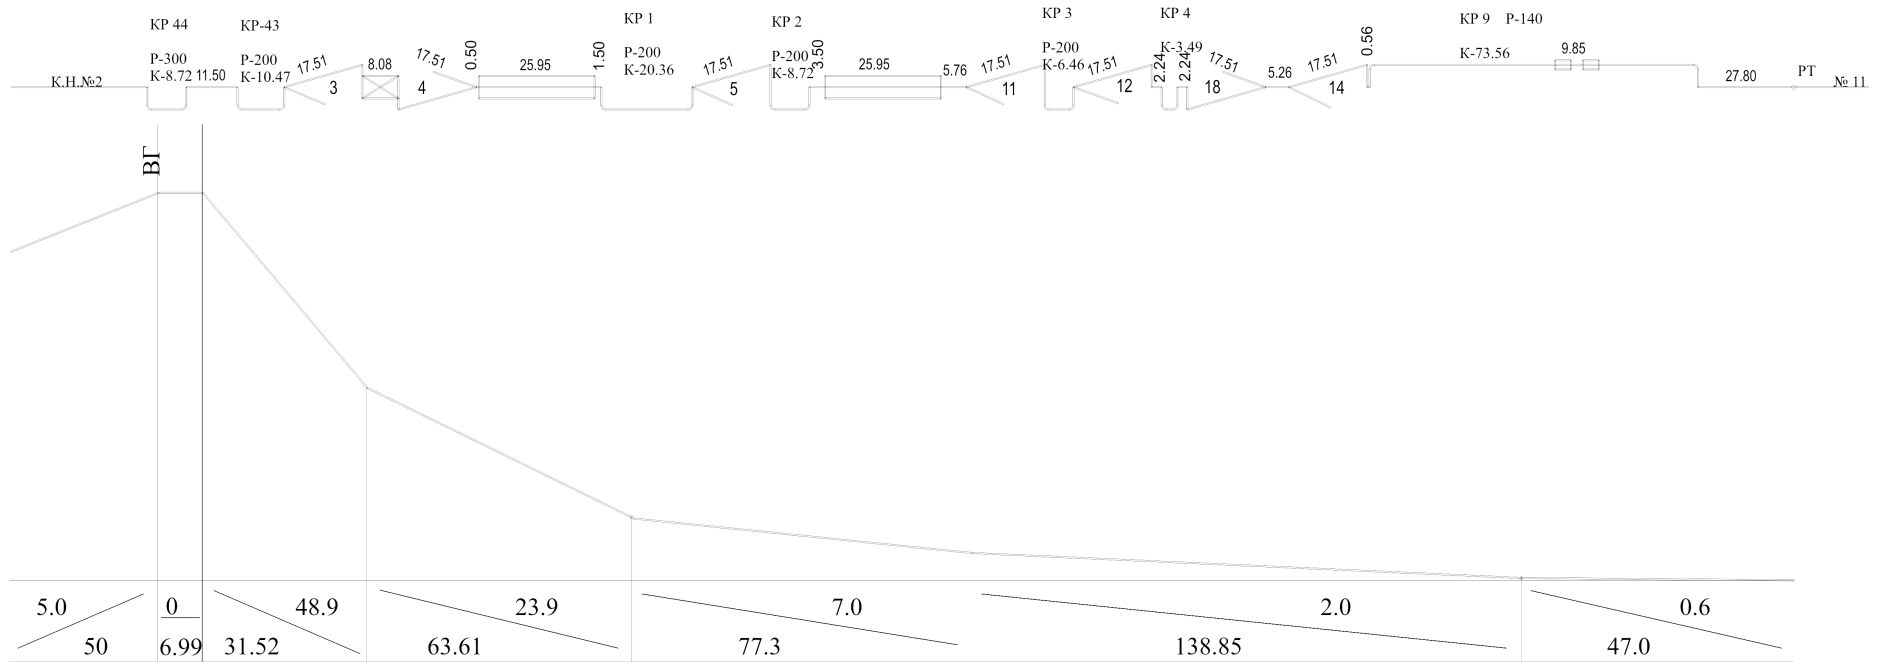 КР 44
Р-300
К-8.72
11.50
К.Н.№2
КР-43
Р-200
К-10.47
17.51
3
8.08
17.51
4
0.50
25.95
1.50
КР 1
Р-200
К-20.36
17.51
5
КР 2
Р-200
К-8.72
3.50
25.95
5.76
17.51
11
КР 3
Р-200
К-6.46
17.51
12
КР 4
К-3.49
2.24
2.24
17.51
18
5.26
17.51
14
0.56
КР 9 Р-140
К-73.56
9.85
27.80
РТ
№ 11
ВГ
5.0 0 48.9 23.9 7.0 2.0 0.6
50 6.99 31.52 63.61 77.3 138.85 47.0